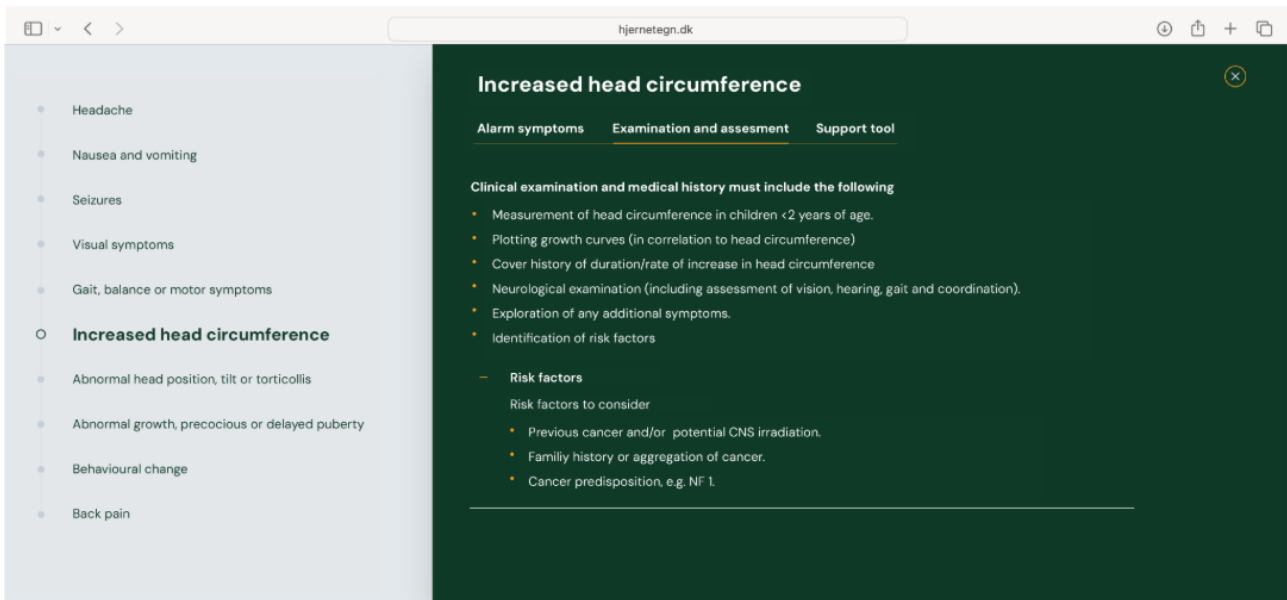 hjernetegn.dk
Headache
Nausea and vomiting
Seizures
Visual symptoms
Gait, balance or motor symptoms
Increased head circumference
Abnormal head position, tilt or torticollis
Abnormal growth, precocious or delayed puberty
Behavioural change
Back pain
Increased head circumference
Alarm symptoms Examination and assesment Support tool
Clinical examination and medical history must include the following
• Measurement of head circumference in children <2 years of age.
• Plotting growth curves (in correlation to head circumference)
• Cover history of duration/rate of increase in head circumference
• Neurological examination (including assessment of vision, hearing, gait and coordination).
• Exploration of any additional symptoms.
• Identification of risk factors
– Risk factors
Risk factors to consider
• Previous cancer and/or potential CNS irradiation.
• Familiy history or aggregation of cancer.
• Cancer predisposition, e.g. NF 1.